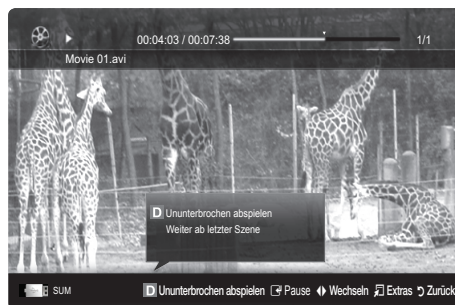 00:04:03 / 00:07:38 1/1
Movie 01.avi
D Ununterbrochen abspielen
Weiter ab letzter Szene
SUM D Ununterbrochen abspielen Pause Wechseln Extras Zurück